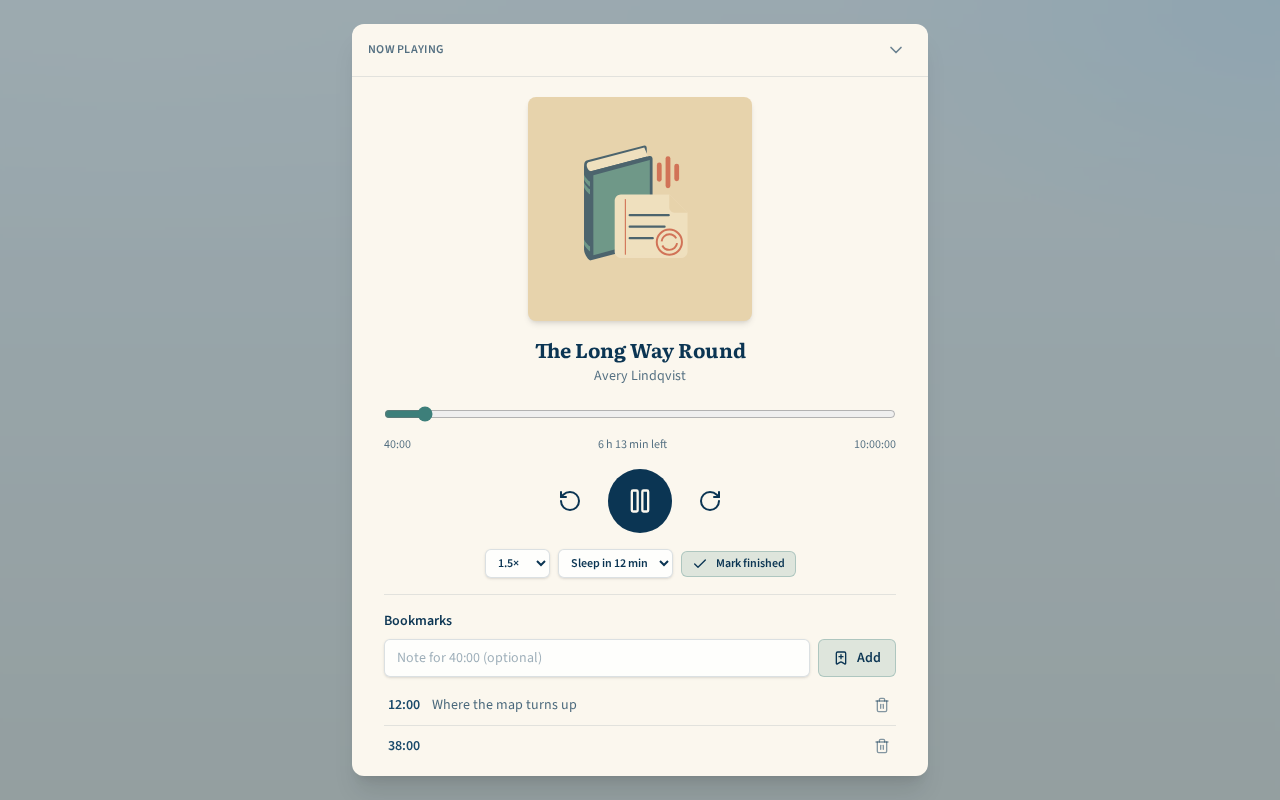 NOW PLAYING
The Long Way Round
Avery Lindqvist
40:00 6 h 13 min left 10:00:00
1.5× Sleep in 12 min Mark finished
Bookmarks
Note for 40:00 (optional) Add
12:00 Where the map turns up
38:00